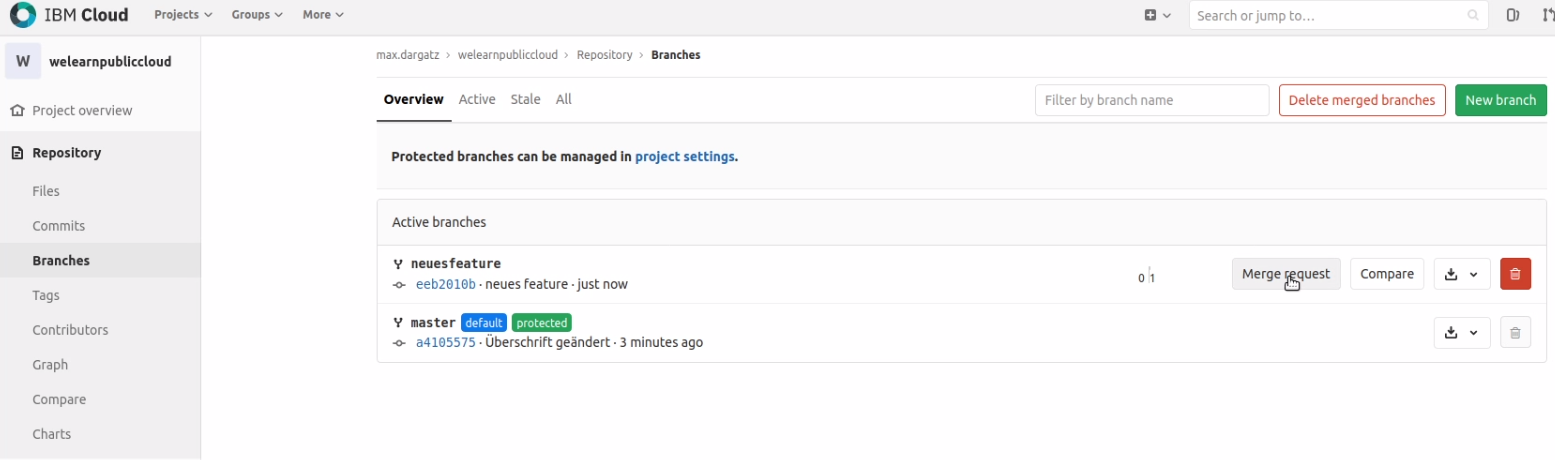 IBM Cloud Projects Groups More Search or jump to...
W welearnpubliccloud
max.dargatz > welearnpubliccloud > Repository > Branches
Project overview
Repository
Files
Commits
Branches
Tags
Contributors
Graph
Compare
Charts
Overview Active Stale All Filter by branch name Delete merged branches New branch
Protected branches can be managed in project settings.
Active branches
neuesfeature
eeb2010b · neues feature · just now
0 1 Merge request Compare
master default protected
a4105575 · Überschrift geändert · 3 minutes ago